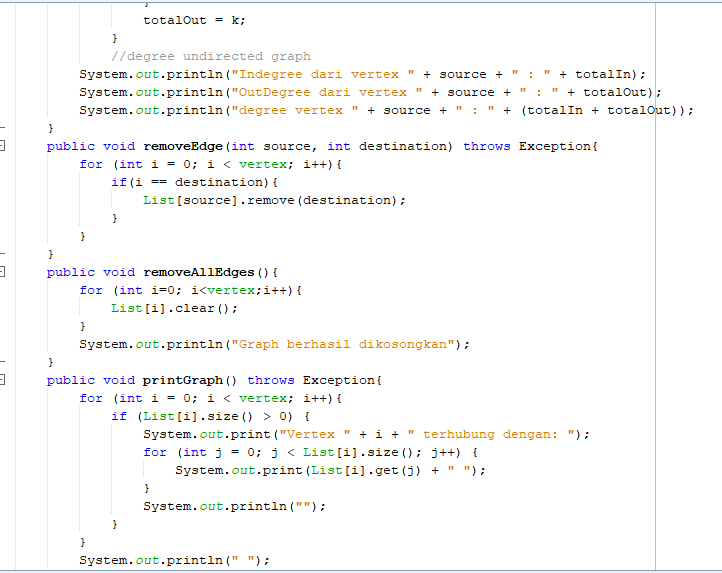 }
totalOut = k;
}
//degree undirected graph
System.out.println("Indegree dari vertex " + source + " : " + totalIn);
System.out.println("OutDegree dari vertex " + source + " : " + totalOut);
System.out.println("degree vertex " + source + " : " + (totalIn + totalOut));
}
public void removeEdge(int source, int destination) throws Exception{
for (int i = 0; i < vertex; i++){
if(i == destination){
List[source].remove(destination);
}
}
}
public void removeAllEdges(){
for (int i=0; i<vertex;i++){
List[i].clear();
}
System.out.println("Graph berhasil dikosongkan");
}
public void printGraph() throws Exception{
for (int i = 0; i < vertex; i++){
if (List[i].size() > 0) {
System.out.print("Vertex " + i + " terhubung dengan: ");
for (int j = 0; j < List[i].size(); j++) {
System.out.print(List[i].get(j) + " ");
}
System.out.println("");
}
}
System.out.println(" ");